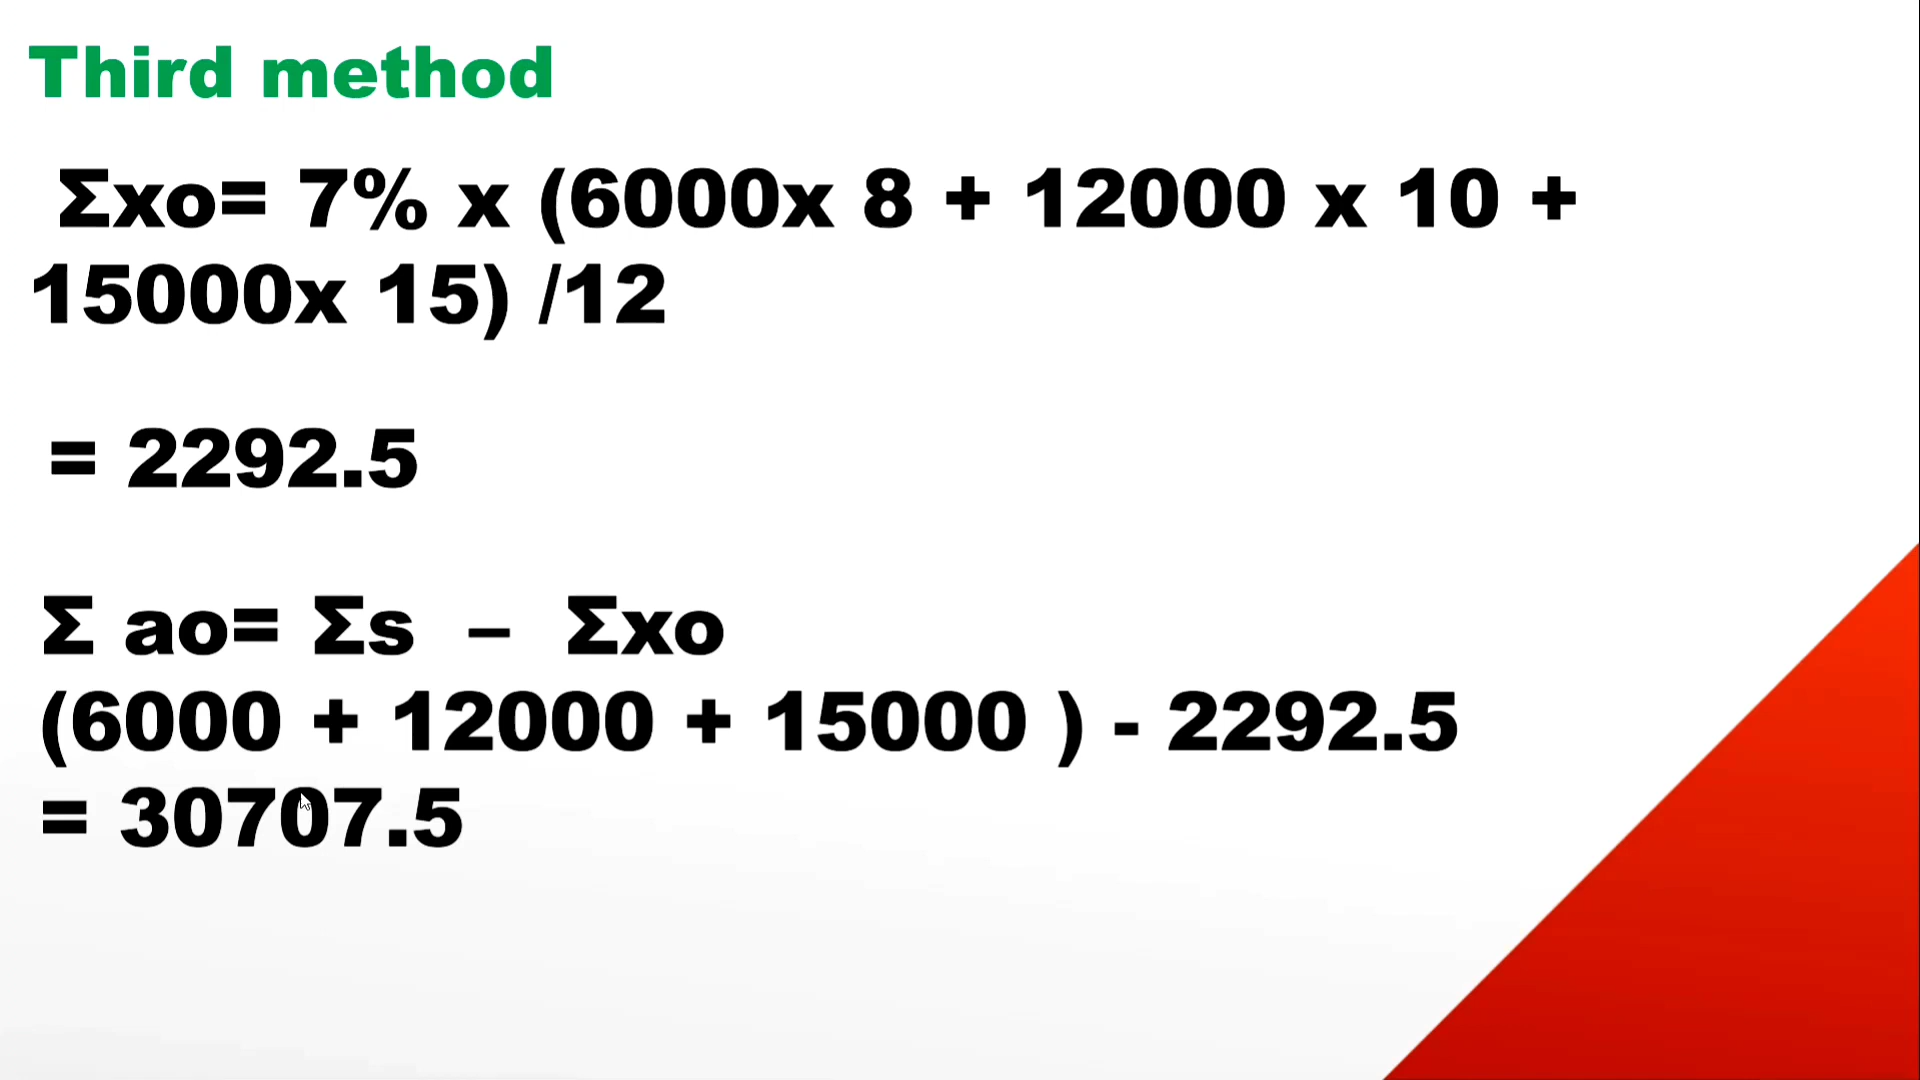 Third method
Σxo= 7% x (6000x 8 + 12000 x 10 +
15000x 15) /12
= 2292.5
Σ ao= Σs – Σxo
(6000 + 12000 + 15000 ) - 2292.5
= 30707.5